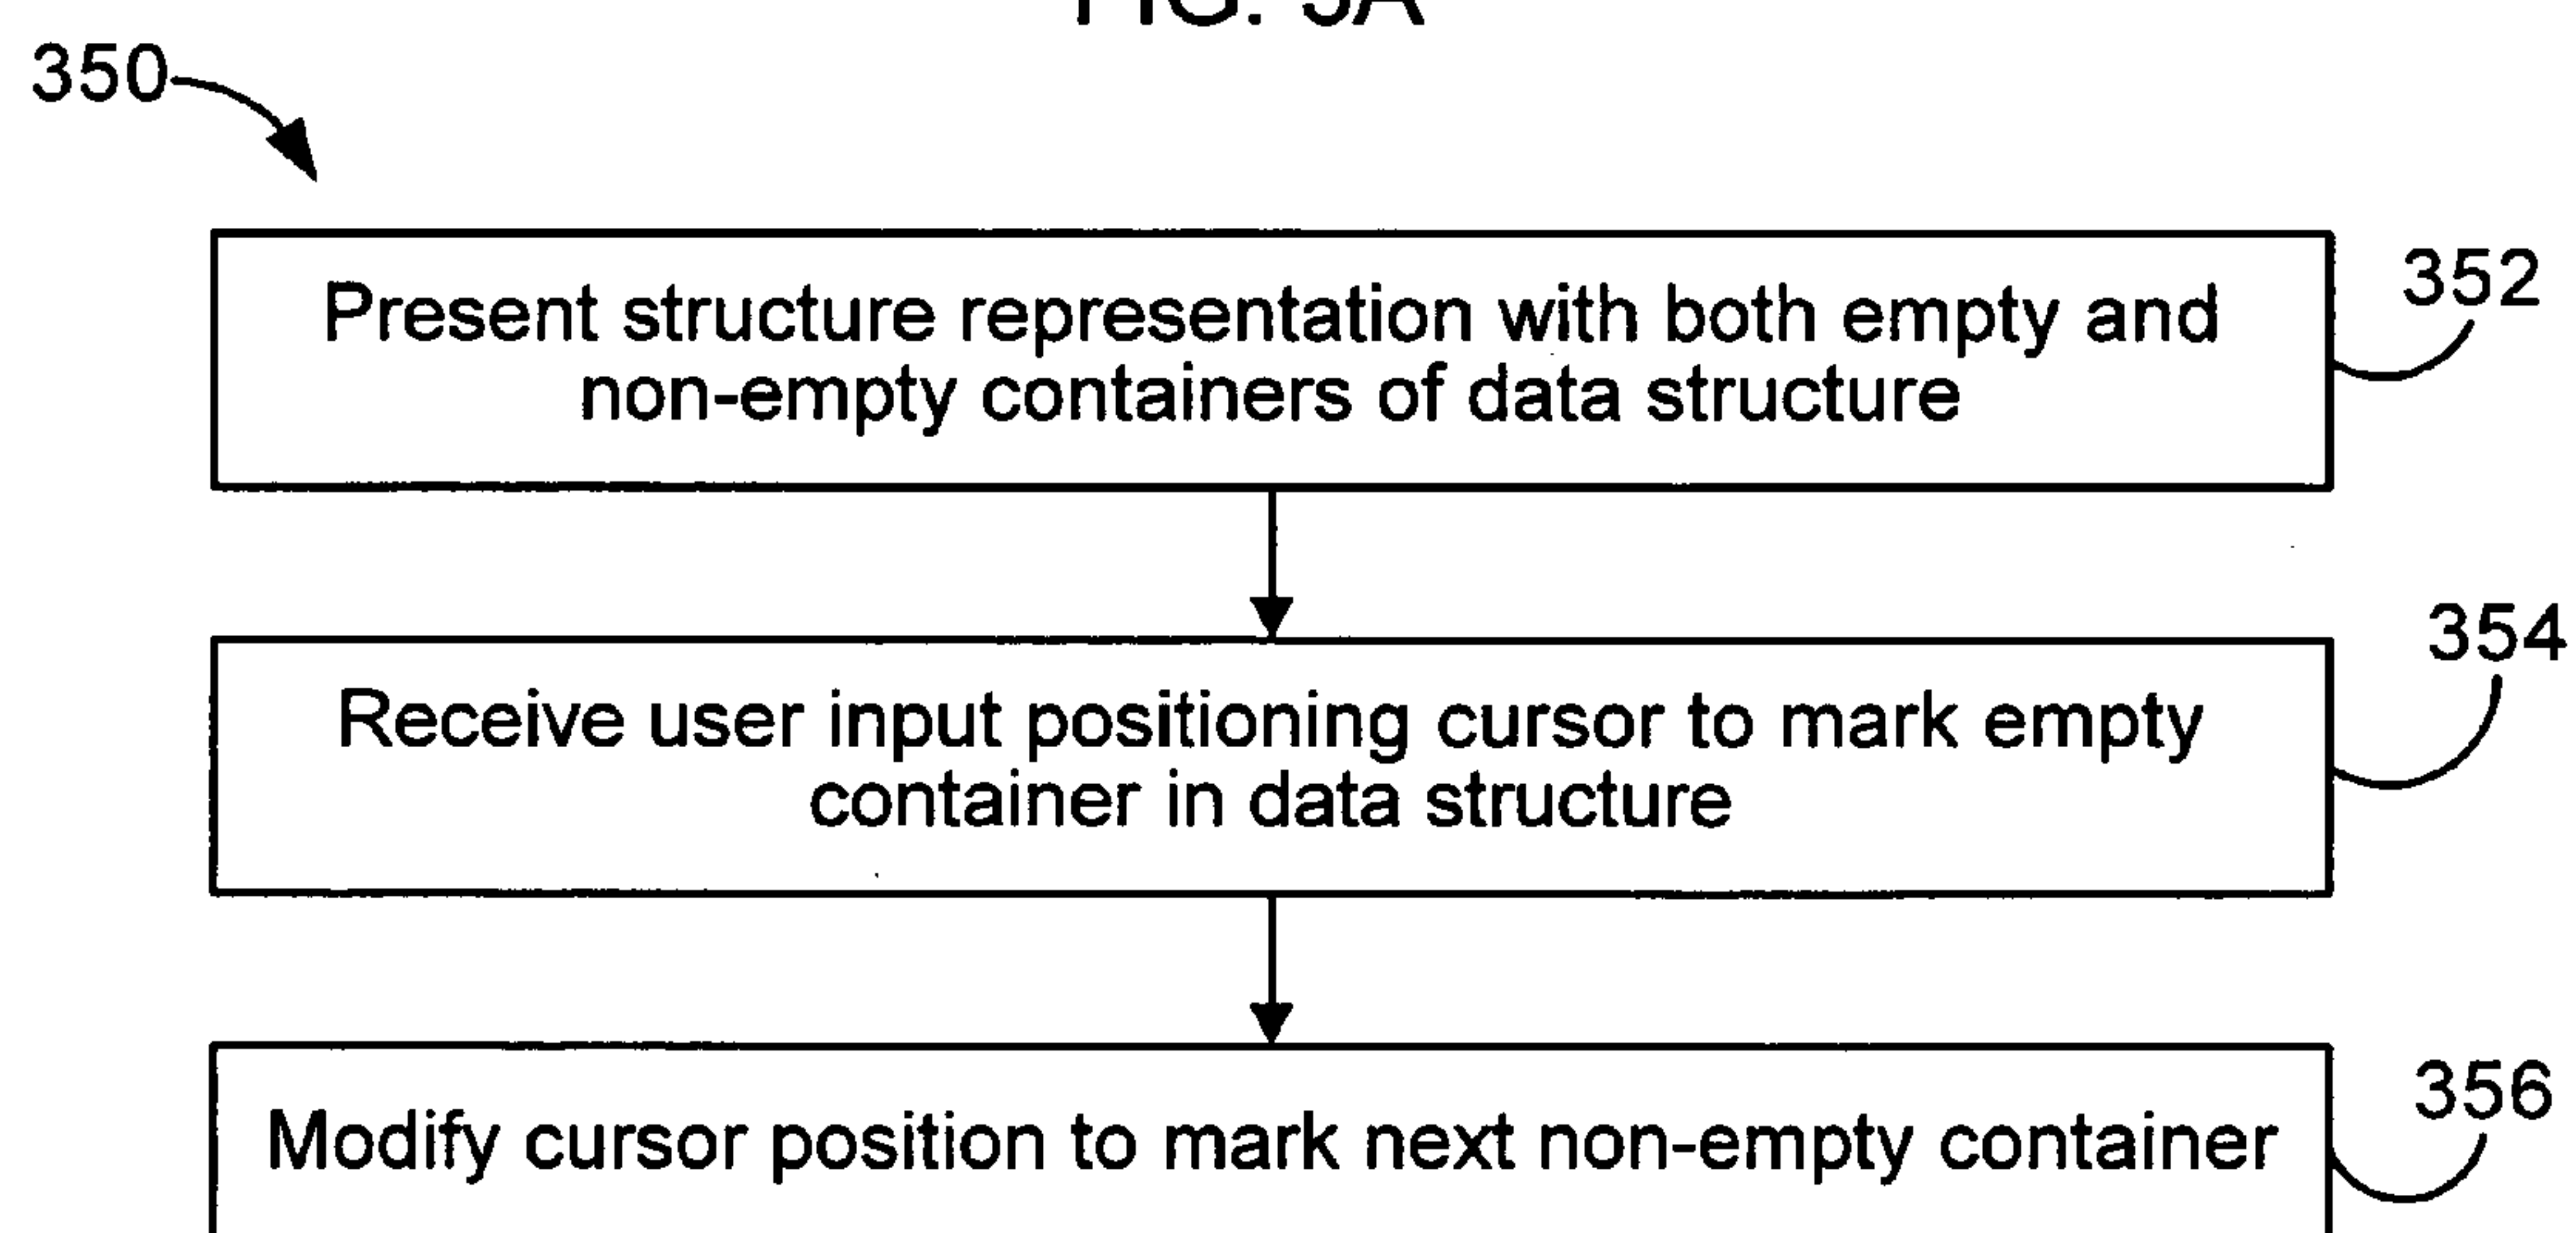 FIG. 3A
350
Present structure representation with both empty and
non-empty containers of data structure
352
Receive user input positioning cursor to mark empty
container in data structure
354
Modify cursor position to mark next non-empty container
356